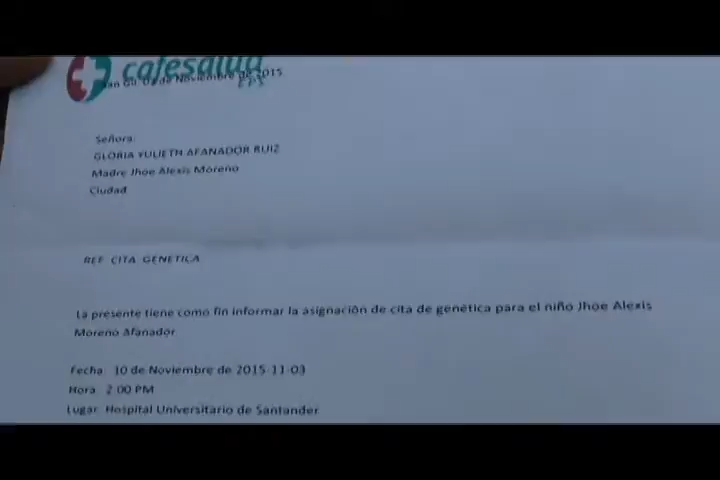 cafesalud
EPS
San Gil 03 de Noviembre de 2015
Señora:
GLORIA YULIETH AFANADOR RUIZ
Madre Jhoe Alexis Moreno
Ciudad
REF CITA GENETICA
La presente tiene como fin informar la asignación de cita de genética para el niño Jhoe Alexis
Moreno Afanador
Fecha: 10 de Noviembre de 2015-11-03
Hora: 2:00 PM
Lugar: Hospital Universitario de Santander